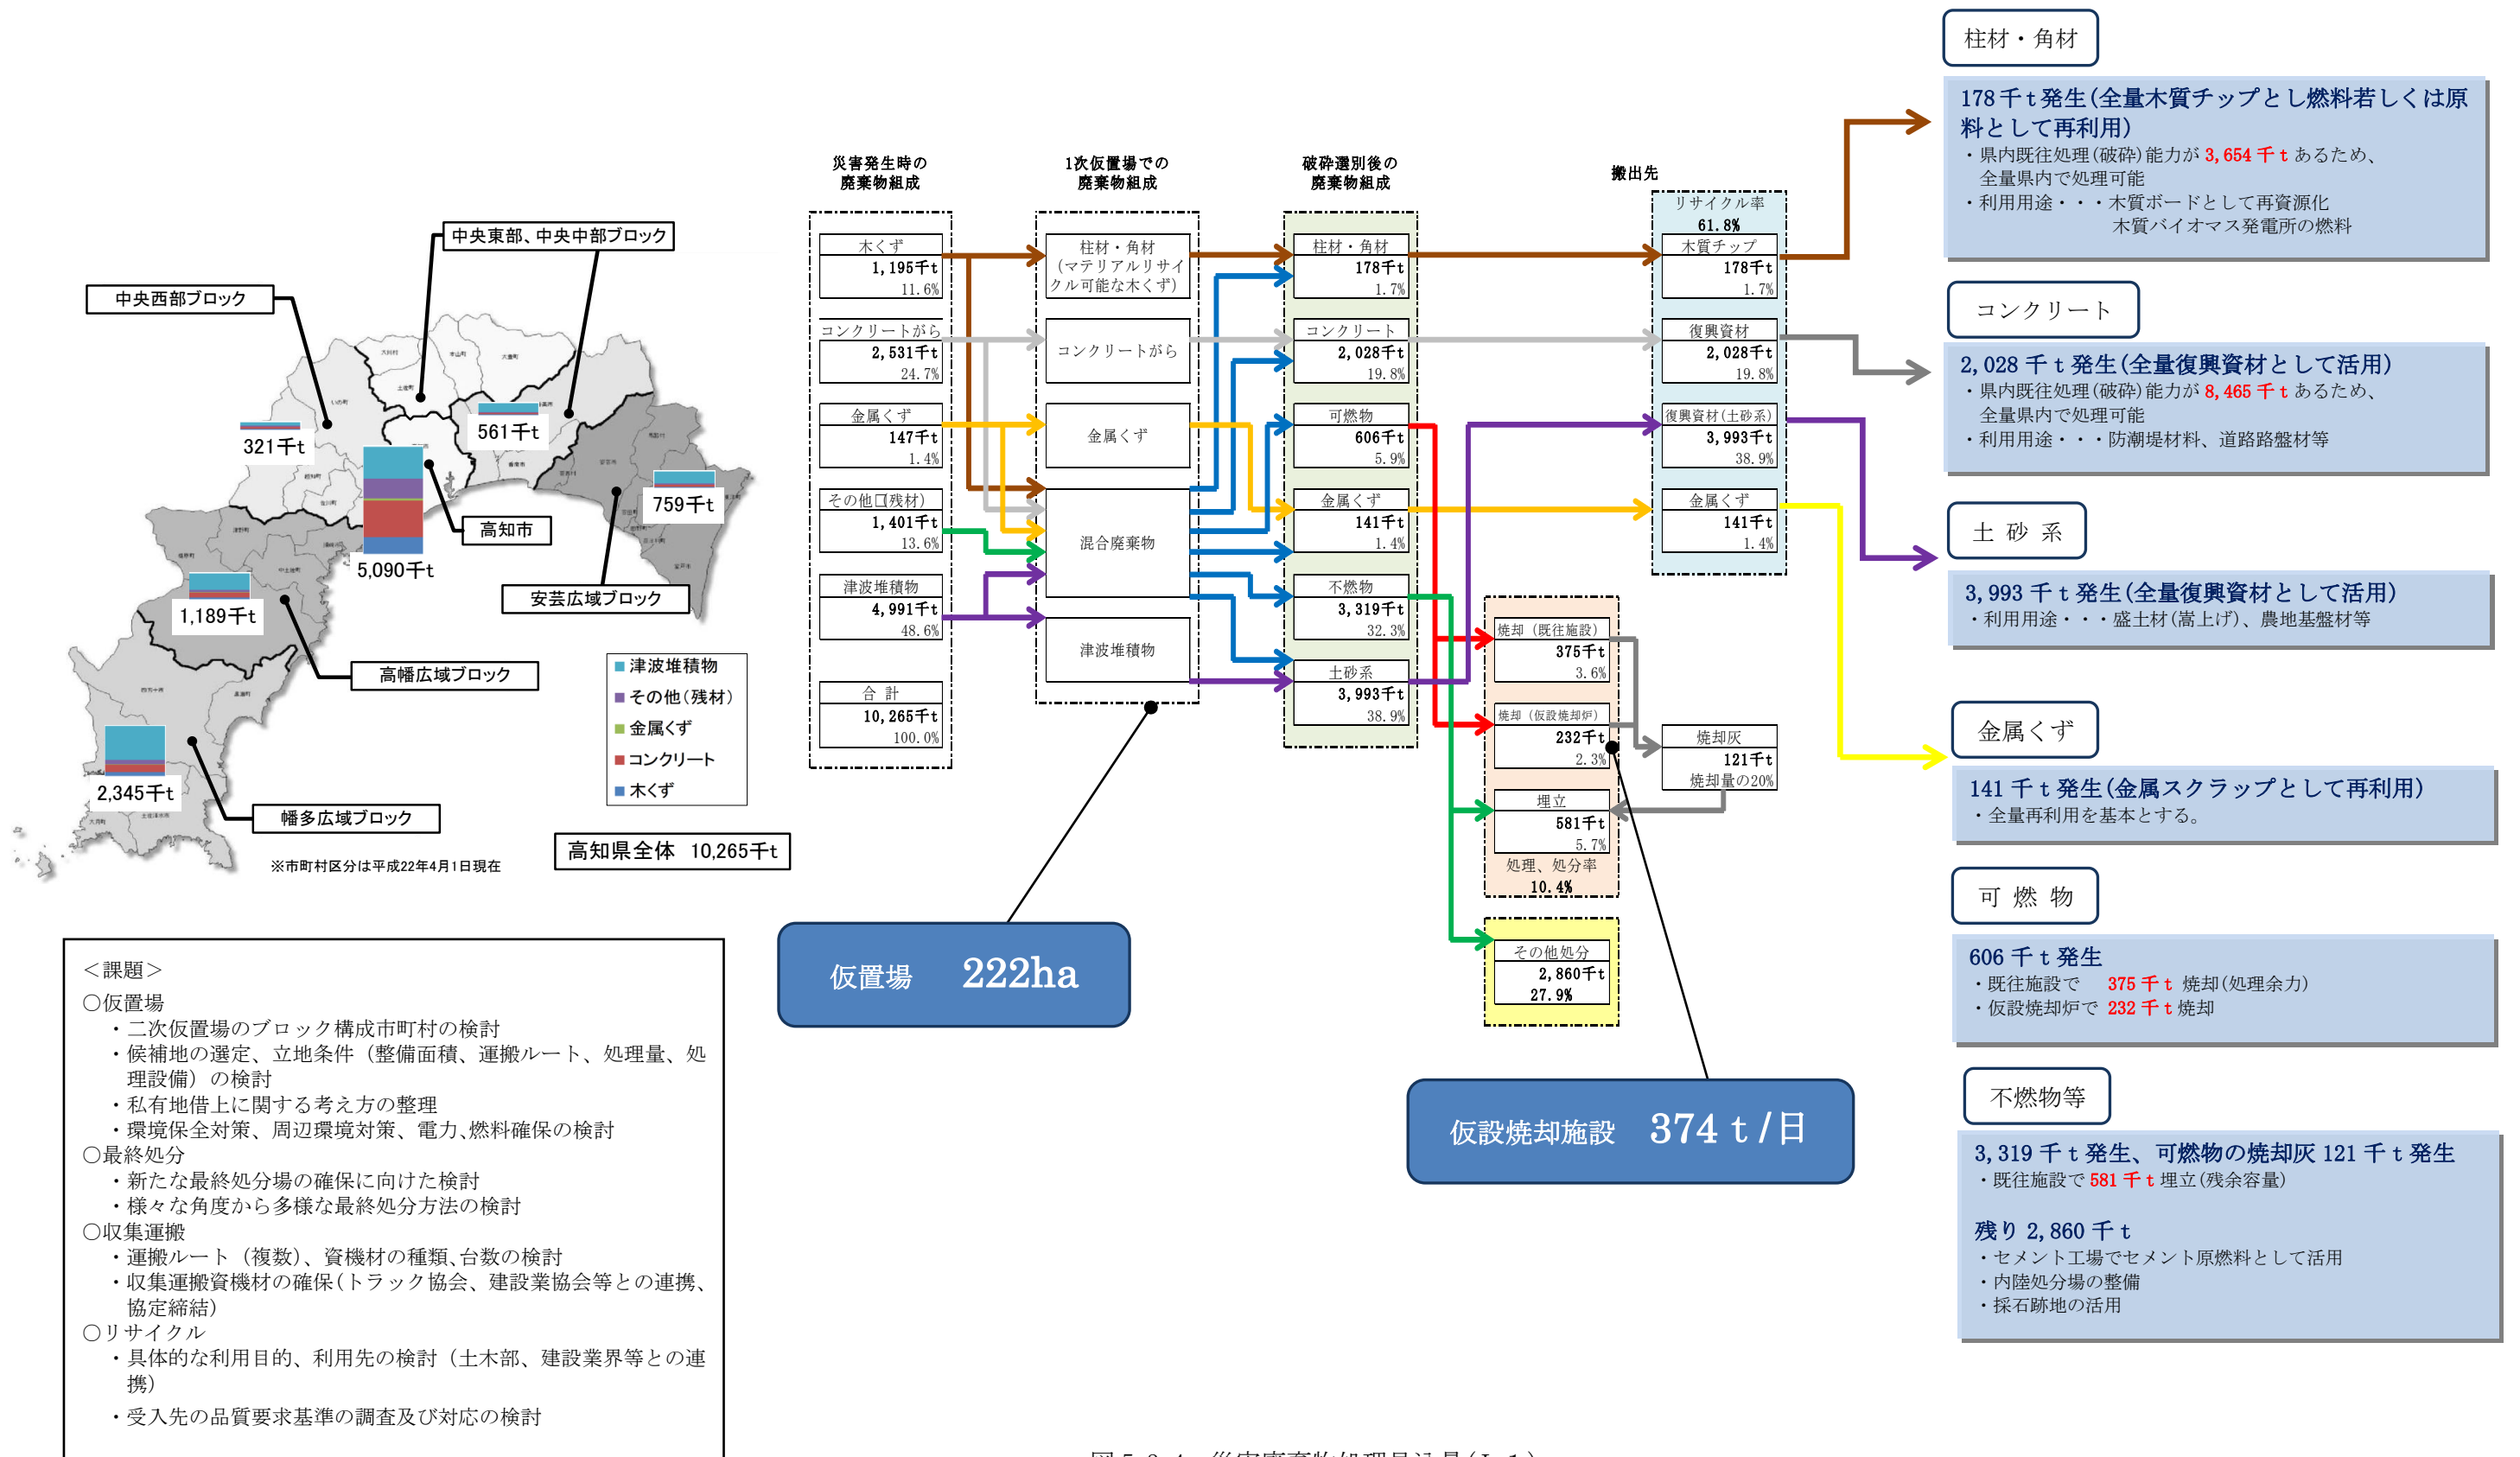 中央東部、中央中部ブロック
中央西部ブロック
大川村
本山町
大豊町
土佐町
いの町
561千t
321千t
759千t
高知市
5,090千t
安芸広域ブロック
1,189千t
高幡広域ブロック
2,345千t
幡多広域ブロック
津波堆積物
その他(残材)
金属くず
コンクリート
木くず
高知県全体 10,265千t
※市町村区分は平成22年4月1日現在
災害発生時の
廃棄物組成
木くず
1,195千t
11.6%
コンクリートがら
2,531千t
24.7%
金属くず
147千t
1.4%
その他(残材)
1,401千t
13.6%
津波堆積物
4,991千t
48.6%
合 計
10,265千t
100.0%
1次仮置場での
廃棄物組成
柱材・角材
(マテリアルリサイ
クル可能な木くず)
コンクリートがら
金属くず
混合廃棄物
津波堆積物
破砕選別後の
廃棄物組成
柱材・角材
178千t
1.7%
コンクリート
2,028千t
19.8%
可燃物
606千t
5.9%
金属くず
141千t
1.4%
不燃物
3,319千t
32.3%
土砂系
3,993千t
38.9%
搬出先
リサイクル率
61.8%
木質チップ
178千t
1.7%
復興資材
2,028千t
19.8%
復興資材(土砂系)
3,993千t
38.9%
金属くず
141千t
1.4%
焼却(既往施設)
375千t
3.6%
焼却(仮設焼却炉)
232千t
2.3%
埋立
581千t
5.7%
処理、処分率
10.4%
焼却灰
121千t
焼却量の20%
その他処分
2,860千t
27.9%
仮置場 222ha
仮設焼却施設 374t/日
柱材・角材
178千t発生(全量木質チップとし燃料若しくは原
料として再利用)
・県内既往処理(破砕)能力が3,654千tあるため、
全量県内で処理可能
・利用用途・・・木質ボードとして再資源化
木質バイオマス発電所の燃料
コンクリート
2,028千t発生(全量復興資材として活用)
・県内既往処理(破砕)能力が8,465千tあるため、
全量県内で処理可能
・利用用途・・・防潮堤材料、道路路盤材等
土 砂 系
3,993千t発生(全量復興資材として活用)
・利用用途・・・盛土材(嵩上げ)、農地基盤材等
金属くず
141千t発生(金属スクラップとして再利用)
・全量再利用を基本とする。
可 燃 物
606千t発生
・既往施設で 375千t 焼却(処理余力)
・仮設焼却炉で 232千t焼却
不燃物等
3,319千t発生、可燃物の焼却灰121千t発生
・既往施設で581千t埋立(残余容量)
残り2,860千t
・セメント工場でセメント原燃料として活用
・内陸処分場の整備
・採石跡地の活用
<課題>
○仮置場
・二次仮置場のブロック構成市町村の検討
・候補地の選定、立地条件(整備面積、運搬ルート、処理量、処
理設備)の検討
・私有地借上に関する考え方の整理
・環境保全対策、周辺環境対策、電力、燃料確保の検討
○最終処分
・新たな最終処分場の確保に向けた検討
・様々な角度から多様な最終処分方法の検討
○収集運搬
・運搬ルート(複数)、資機材の種類、台数の検討
・収集運搬資機材の確保(トラック協会、建設業協会等との連携、
協定締結)
○リサイクル
・具体的な利用目的、利用先の検討(土木部、建設業界等との連
携)
・受入先の品質要求基準の調査及び対応の検討